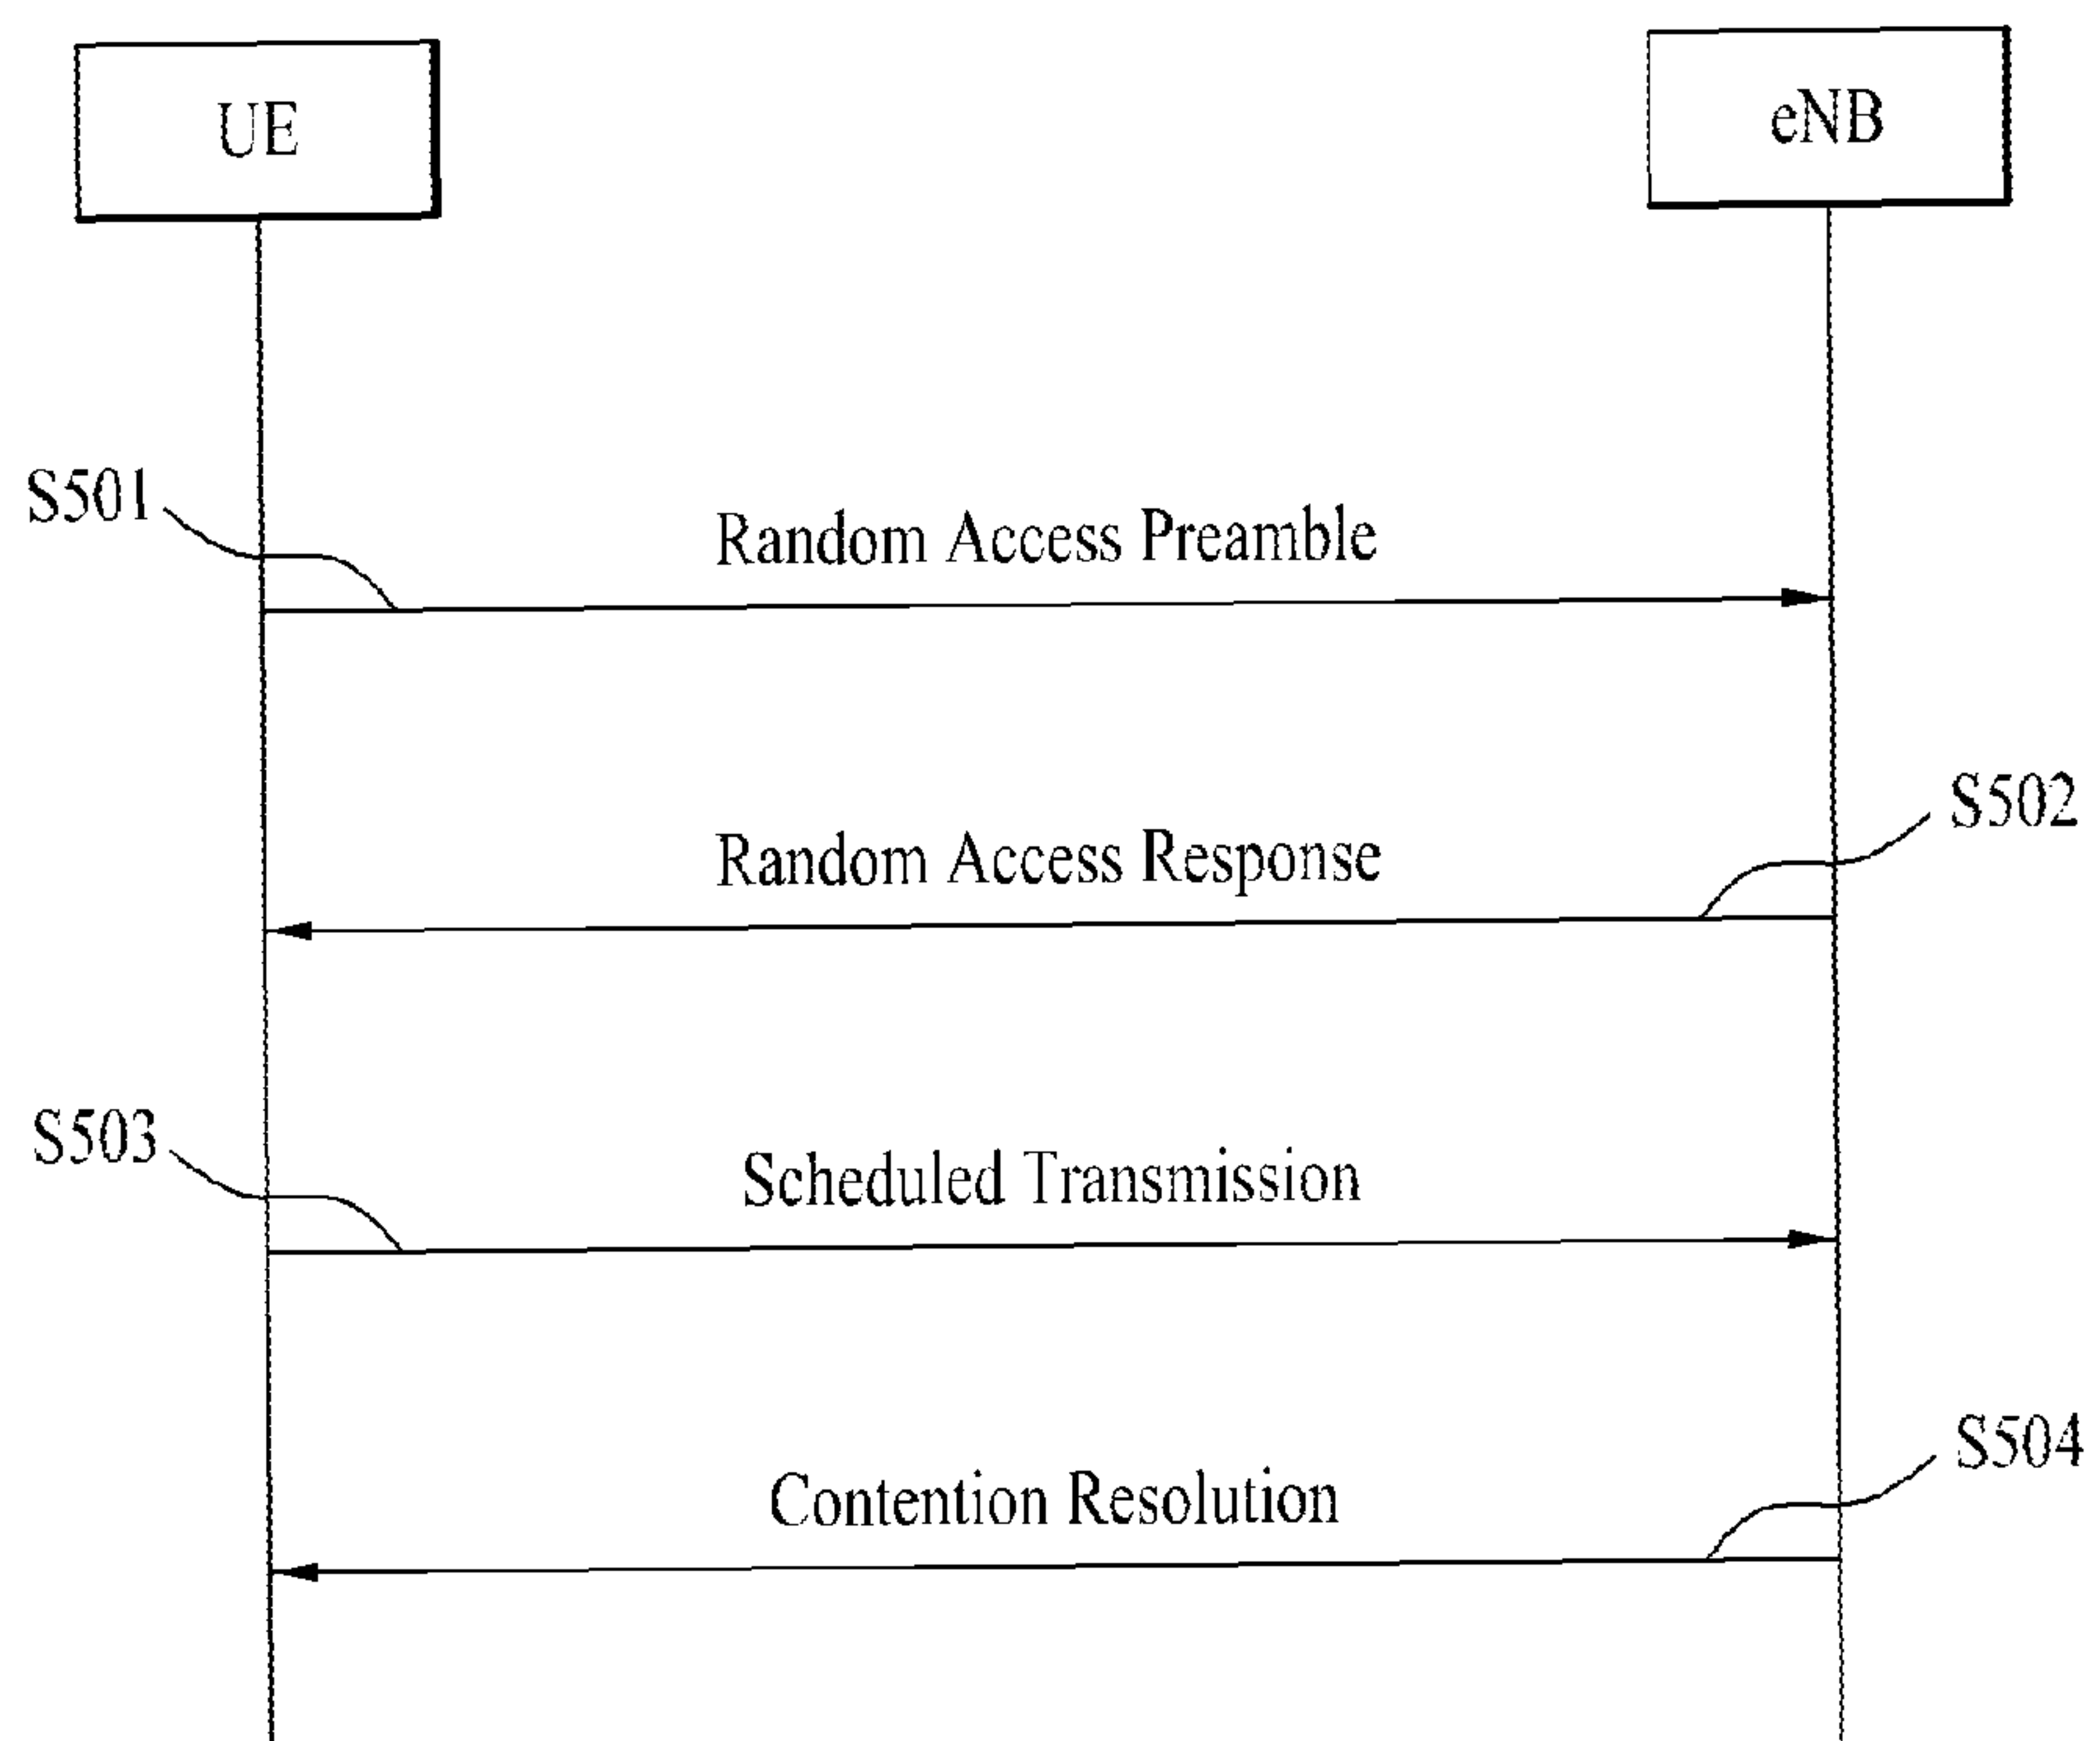 UE
eNB
S501
Random Access Preamble
S502
Random Access Response
S503
Scheduled Transmission
S504
Contention Resolution